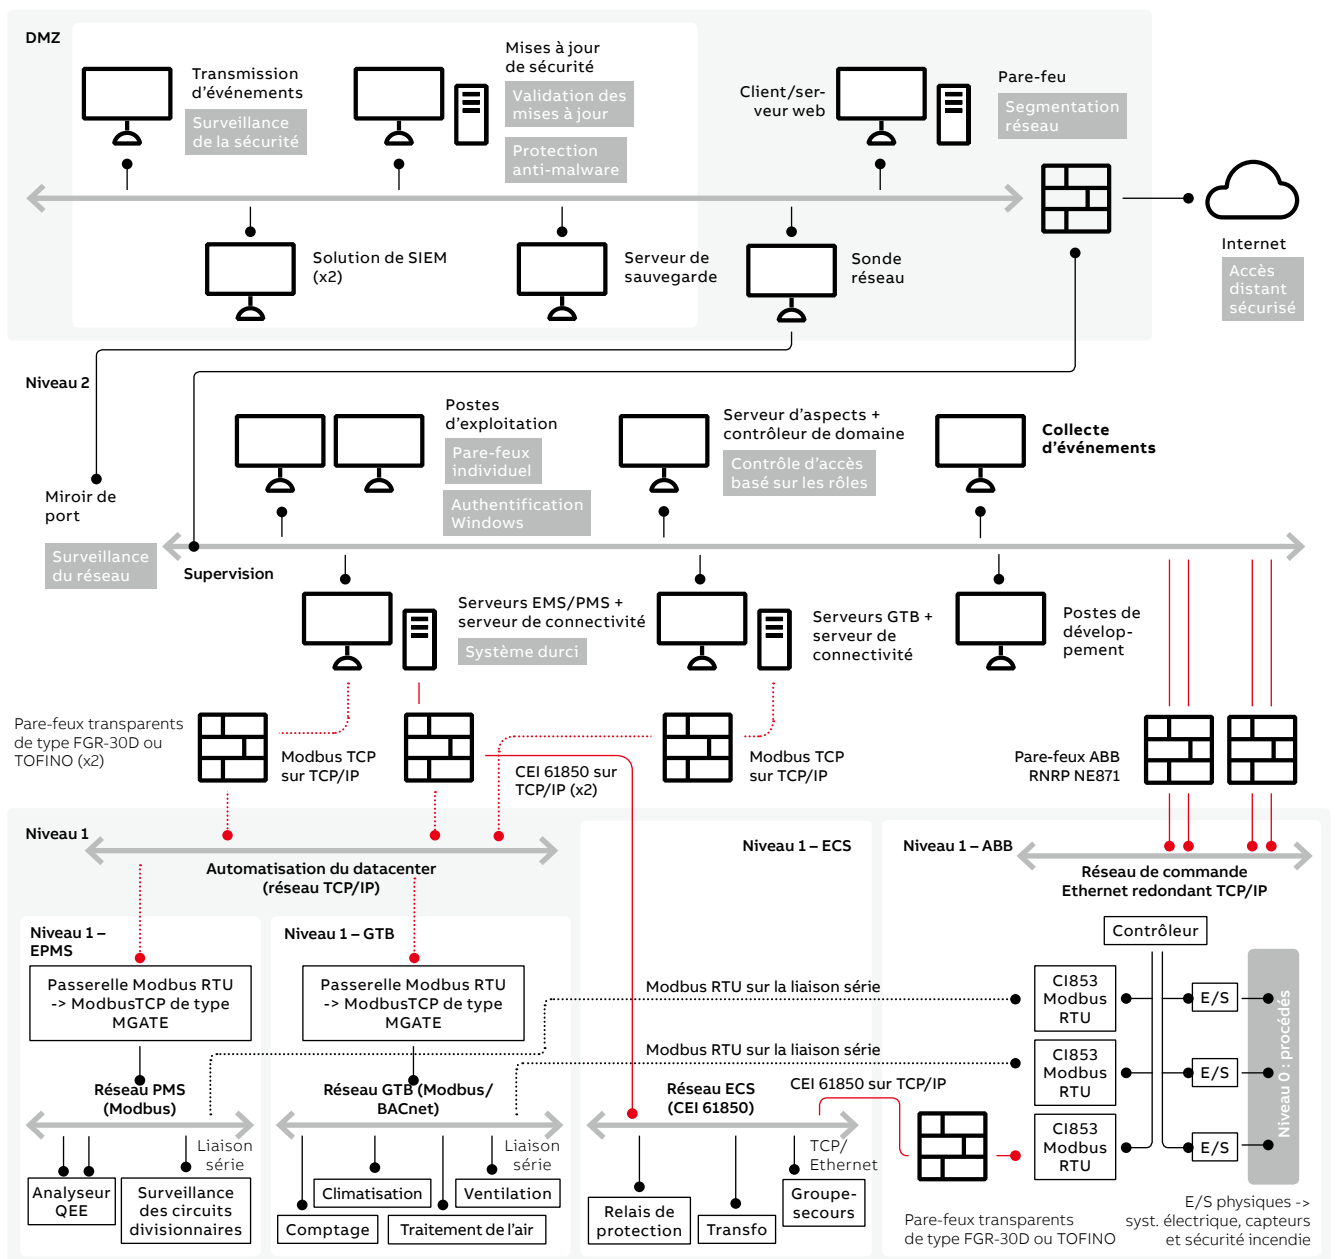 DMZ
Transmission
d'événements
Surveillance
de la sécurité
Mises à jour
de sécurité
Validation des
mises à jour
Protection
anti-malware
Client/ser-
veur web
Pare-feu
Segmentation
réseau
Solution de SIEM
(x2)
Serveur de
sauvegarde
Sonde
réseau
Internet
Accès
distant
sécurisé
Niveau 2
Postes
d'exploitation
Pare-feux
individuel
Authentification
Windows
Serveur d'aspects +
contrôleur de domaine
Contrôle d'accès
basé sur les rôles
Collecte
d'événements
Miroir de
port
Surveillance
du réseau
Supervision
Serveurs EMS/PMS +
serveur de connectivité
Système durci
Serveurs GTB +
serveur de
connectivité
Postes de
dévelop-
pement
Pare-feux transparents
de type FGR-30D ou
TOFINO (x2)
Modbus TCP
sur TCP/IP
CEI 61850 sur
TCP/IP (x2)
Modbus TCP
sur TCP/IP
Pare-feux ABB
RNRP NE871
Niveau 1
Automatisation du datacenter
(réseau TCP/IP)
Niveau 1 – ECS
Niveau 1 – ABB
Réseau de commande
Ethernet redondant TCP/IP
Niveau 1 –
EPMS
Niveau 1 – GTB
Contrôleur
Passerelle Modbus RTU
-> ModbusTCP de type
MGATE
Passerelle Modbus RTU
-> ModbusTCP de type
MGATE
Modbus RTU sur la liaison série
CI853
Modbus
RTU
E/S
Modbus RTU sur la liaison série
CI853
Modbus
RTU
E/S
Niveau 0 : procédés
Réseau PMS
(Modbus)
Réseau GTB (Modbus/
BACnet)
Réseau ECS
(CEI 61850)
CEI 61850 sur TCP/IP
CI853
Modbus
RTU
E/S
Liaison
série
Liaison
série
TCP/
Ethernet
Analyseur
QEE
Surveillance
des circuits
divisionnaires
Climatisation
Ventilation
Comptage
Traitement de l'air
Relais de
protection
Transfo
Groupe-
secours
Pare-feux transparents
de type FGR-30D ou TOFINO
E/S physiques ->
syst. électrique, capteurs
et sécurité incendie